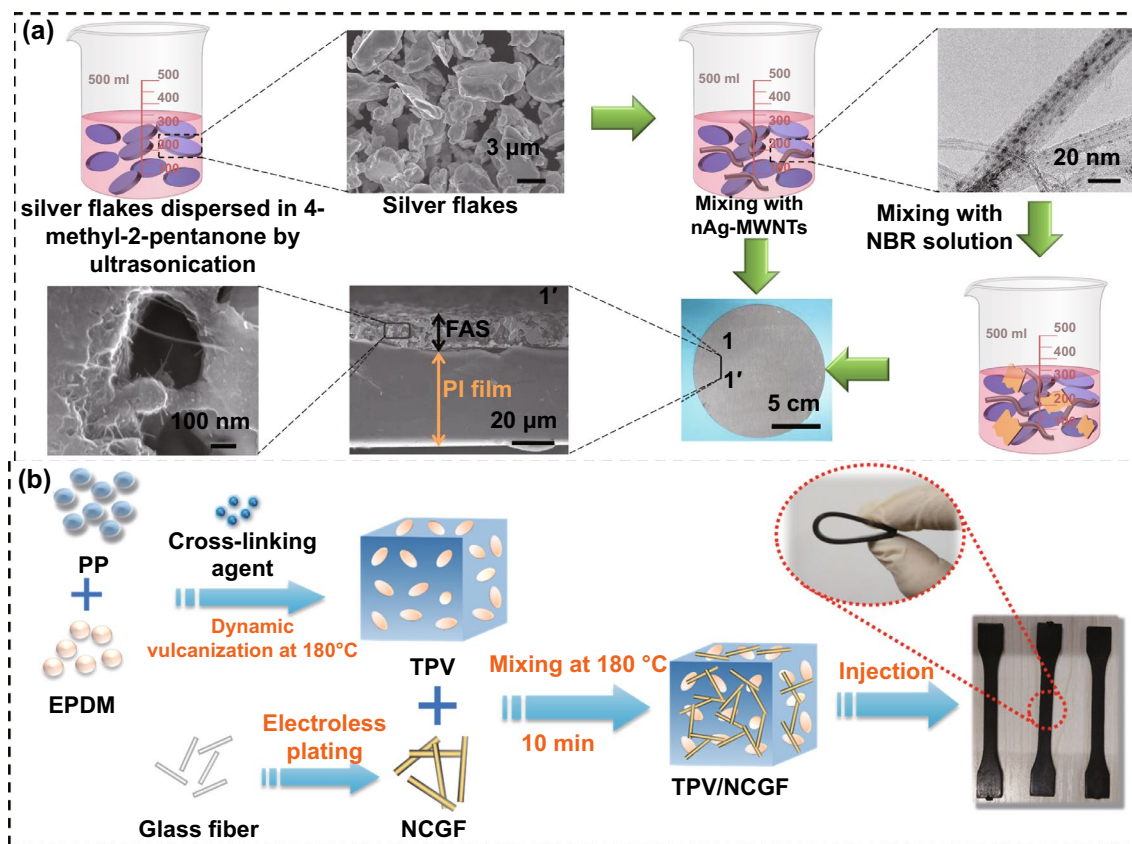 (a)
500 ml
500
400
300
200
100
silver flakes dispersed in 4-
methyl-2-pentanone by
ultrasonication
3 µm
Silver flakes
500 ml
500
400
300
200
100
Mixing with
nAg-MWNTs
20 nm
Mixing with
NBR solution
500 ml
500
400
300
200
100
1
1′
5 cm
1′
FAS
PI film
20 µm
100 nm
(b)
PP
+
EPDM
Cross-linking
agent
Dynamic
vulcanization at 180°C
TPV
+
Glass fiber
Electroless
plating
NCGF
Mixing at 180 °C
10 min
TPV/NCGF
Injection